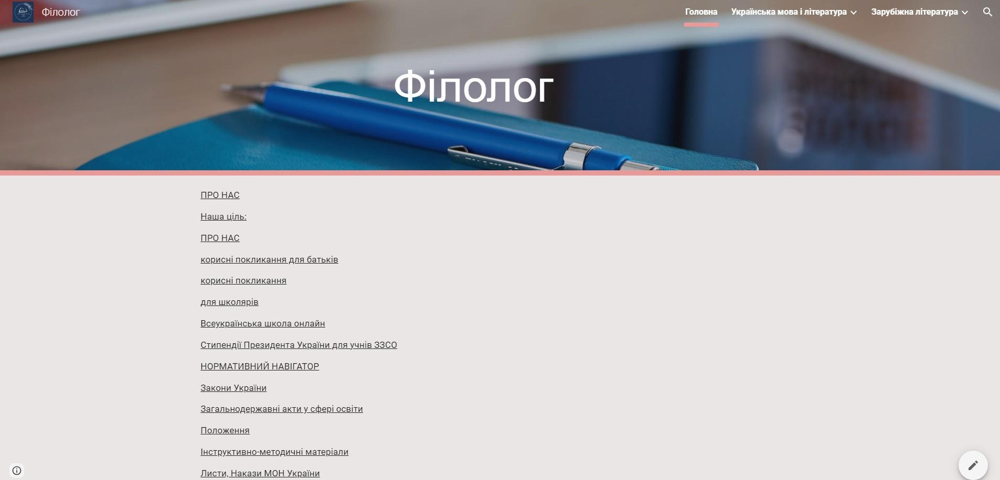 Філолог
Головна
Українська мова і література
Зарубіжна література
Філолог
ПРО НАС
Наша ціль:
ПРО НАС
корисні покликання для батьків
корисні покликання
для школярів
Всеукраїнська школа онлайн
Стипендії Президента України для учнів ЗЗСО
НОРМАТИВНИЙ НАВІГАТОР
Закони України
Загальнодержавні акти у сфері освіти
Положення
Інструктивно-методичні матеріали
Листи, Накази МОН України